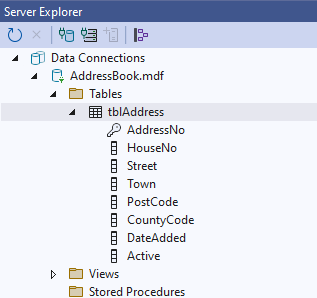 Server Explorer
Data Connections
AddressBook.mdf
Tables
tblAddress
AddressNo
HouseNo
Street
Town
PostCode
CountyCode
DateAdded
Active
Views
Stored Procedures